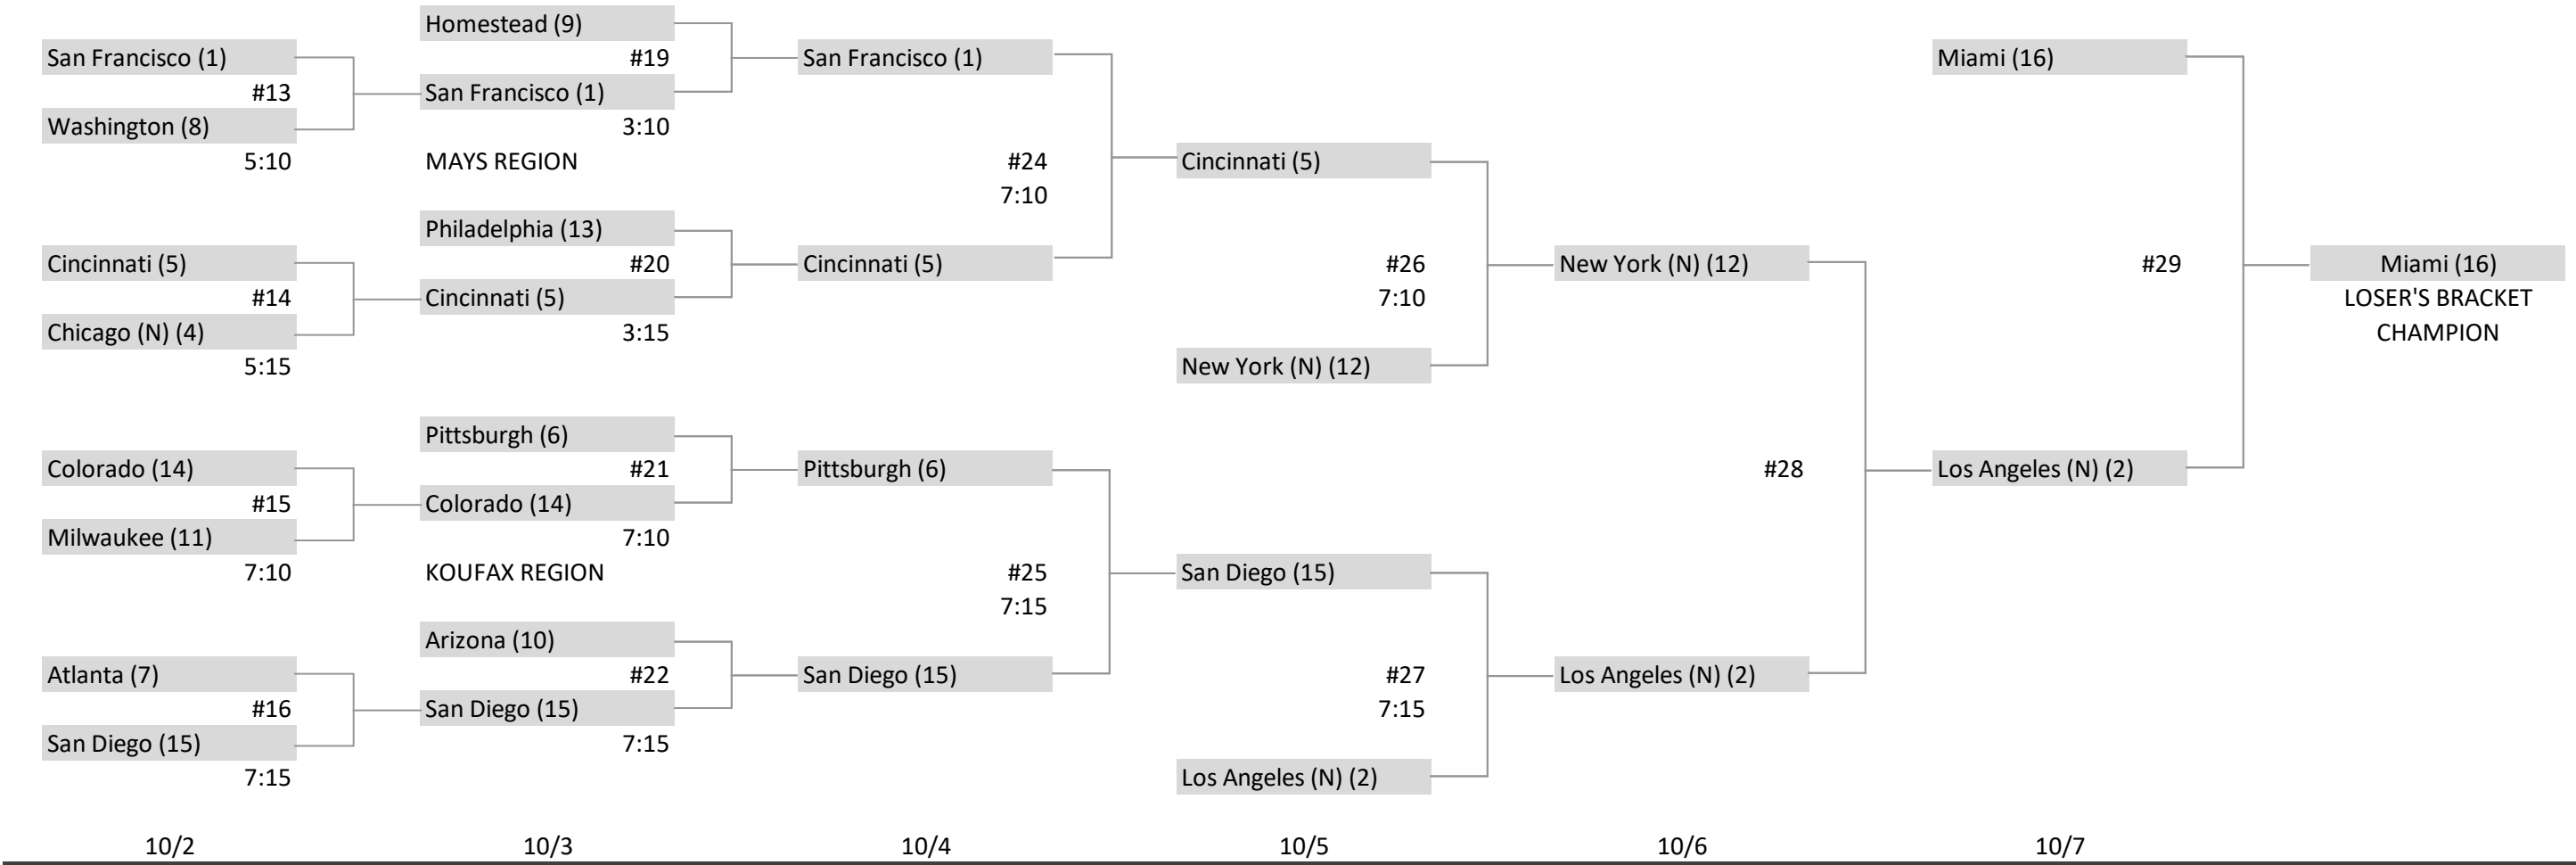 San Francisco (1)
#13
Washington (8)
5:10
Cincinnati (5)
#14
Chicago (N) (4)
5:15
Colorado (14)
#15
Milwaukee (11)
7:10
Atlanta (7)
#16
San Diego (15)
7:15
10/2
Homestead (9)
#19
San Francisco (1)
3:10
MAYS REGION
Philadelphia (13)
#20
Cincinnati (5)
3:15
Pittsburgh (6)
#21
Colorado (14)
7:10
KOUFAX REGION
Arizona (10)
#22
San Diego (15)
7:15
10/3
San Francisco (1)
#24
7:10
Cincinnati (5)
Pittsburgh (6)
#25
7:15
San Diego (15)
10/4
Cincinnati (5)
#26
7:10
New York (N) (12)
San Diego (15)
#27
7:15
Los Angeles (N) (2)
10/5
New York (N) (12)
#28
Los Angeles (N) (2)
10/6
Miami (16)
#29
Los Angeles (N) (2)
10/7
Miami (16)
LOSER'S BRACKET
CHAMPION